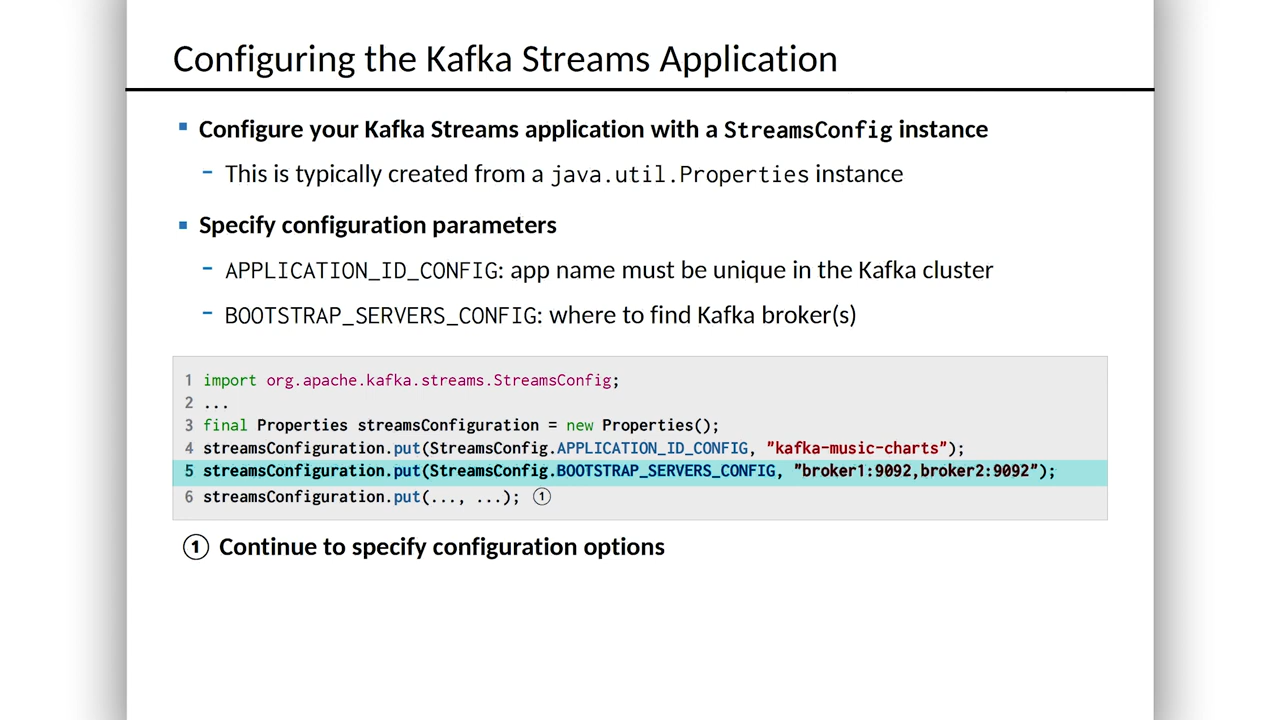 Configuring the Kafka Streams Application
▪ Configure your Kafka Streams application with a StreamsConfig instance
– This is typically created from a java.util.Properties instance
▪ Specify configuration parameters
– APPLICATION_ID_CONFIG: app name must be unique in the Kafka cluster
– BOOTSTRAP_SERVERS_CONFIG: where to find Kafka broker(s)
1 import org.apache.kafka.streams.StreamsConfig;
2 ...
3 final Properties streamsConfiguration = new Properties();
4 streamsConfiguration.put(StreamsConfig.APPLICATION_ID_CONFIG, "kafka-music-charts");
5 streamsConfiguration.put(StreamsConfig.BOOTSTRAP_SERVERS_CONFIG, "broker1:9092,broker2:9092");
6 streamsConfiguration.put(..., ...); ①
① Continue to specify configuration options